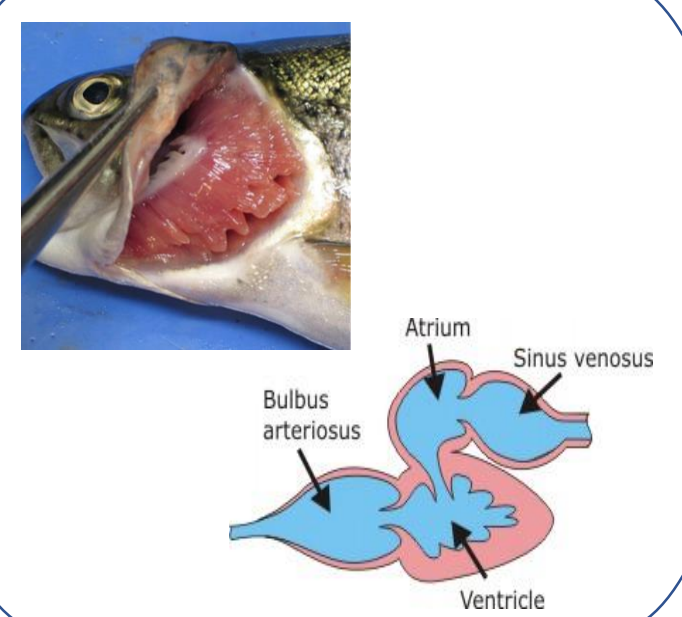 Atrium
Sinus venosus
Bulbus
arteriosus
Ventricle